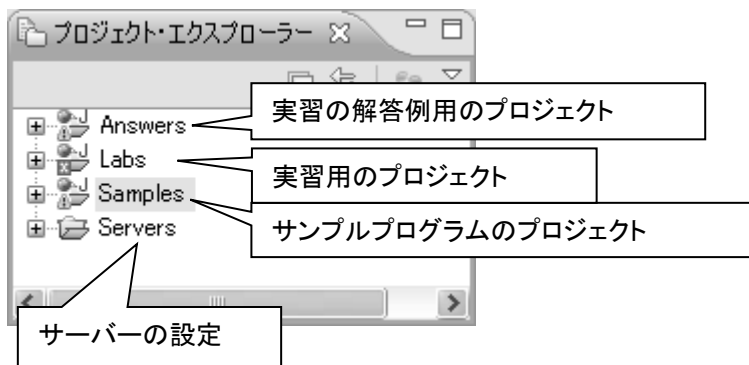 プロジェクト・エクスプローラー
Answers
実習の解答例用のプロジェクト
Labs
実習用のプロジェクト
Samples
サンプルプログラムのプロジェクト
Servers
サーバーの設定